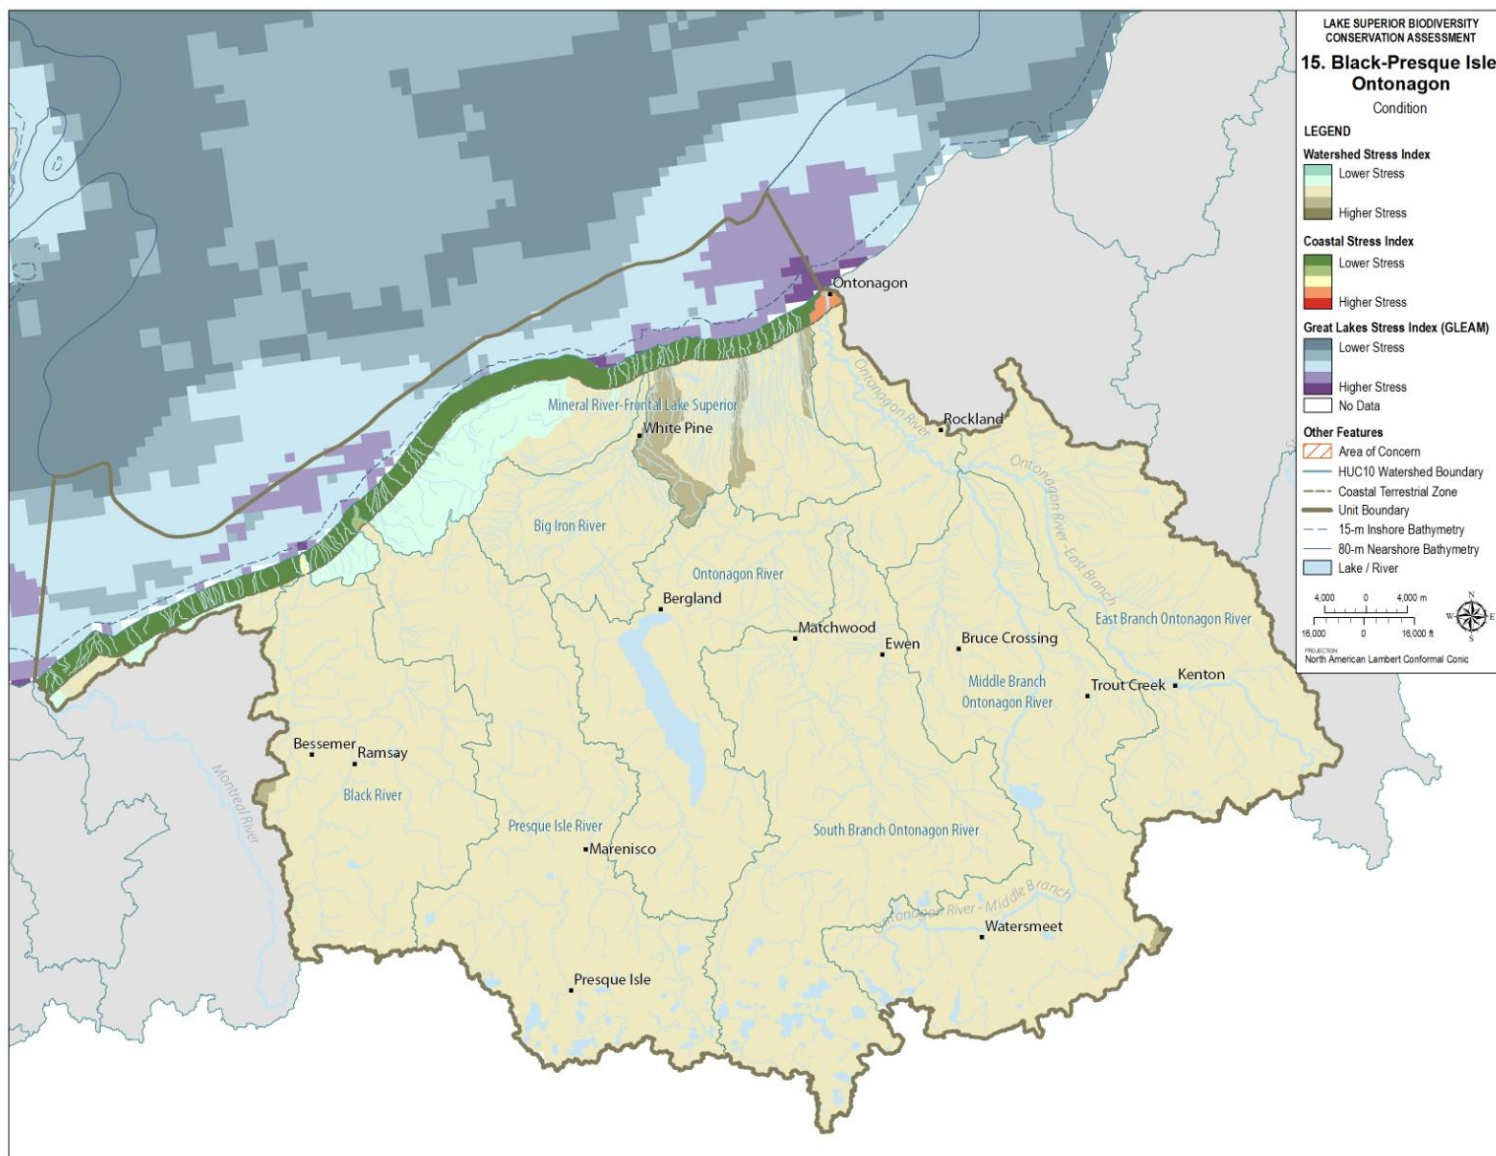 LAKE SUPERIOR BIODIVERSITY
CONSERVATION ASSESSMENT
15. Black-Presque Isle
Ontonagon
Condition
LEGEND
Watershed Stress Index
Lower Stress
Higher Stress
Coastal Stress Index
Lower Stress
Higher Stress
Great Lakes Stress Index (GLEAM)
Lower Stress
Higher Stress
No Data
Other Features
Area of Concern
HUC10 Watershed Boundary
Coastal Terrestrial Zone
Unit Boundary
15-m Inshore Bathymetry
80-m Nearshore Bathymetry
Lake / River
4,000 0 4,000 m
16,000 0 16,000 ft
N
W E
S
PROJECTION
North American Lambert Conformal Conic
Ontonagon
Ontonagon River
Mineral River-Frontal Lake Superior
White Pine
Rockland
Ontonagon River-East Branch
Big Iron River
Ontonagon River
Bergland
Matchwood
Ewen
Bruce Crossing
East Branch Ontonagon River
Middle Branch
Ontonagon River
Trout Creek
Kenton
Bessemer
Ramsay
Black River
Montreal River
Presque Isle River
South Branch Ontonagon River
Marenisco
Ontonagon River - Middle Branch
Watersmeet
Presque Isle